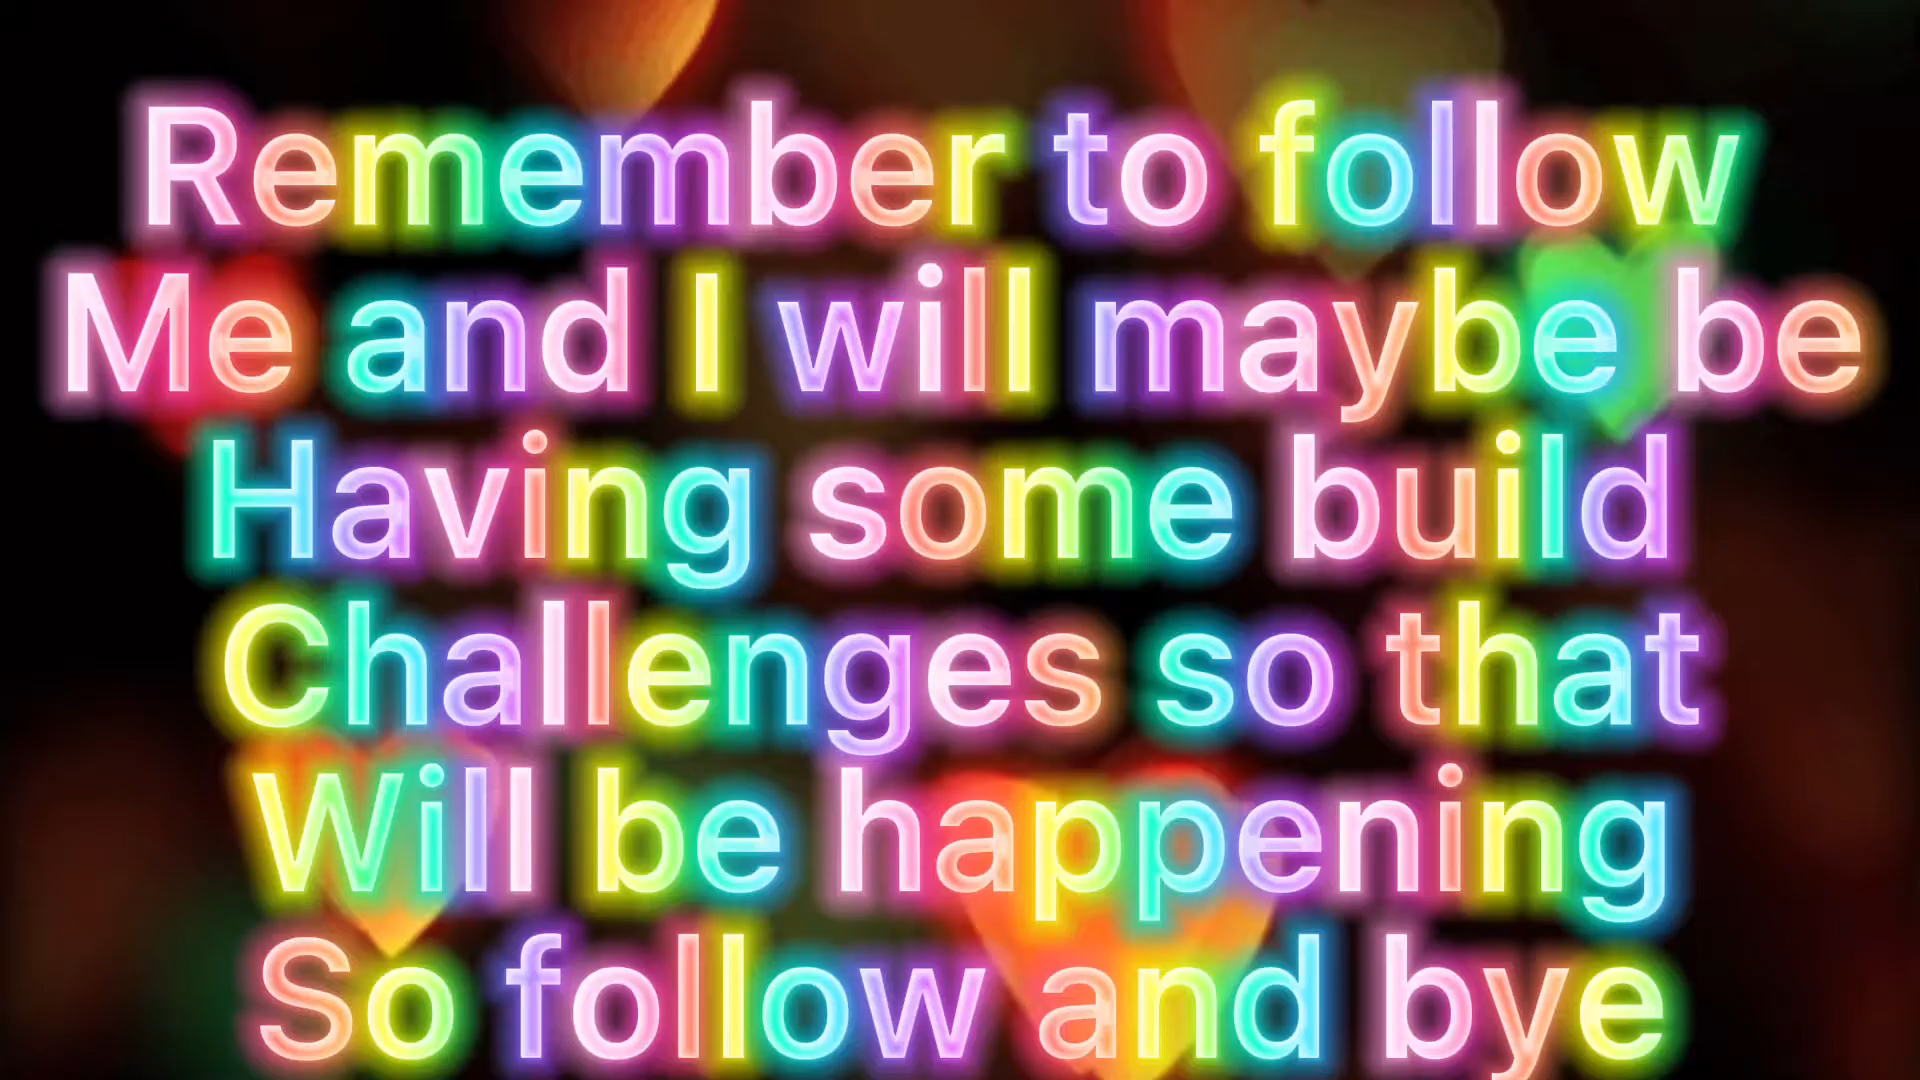 Remember to follow
Me and I will maybe be
Having some build
Challenges so that
Will be happening
So follow and bye